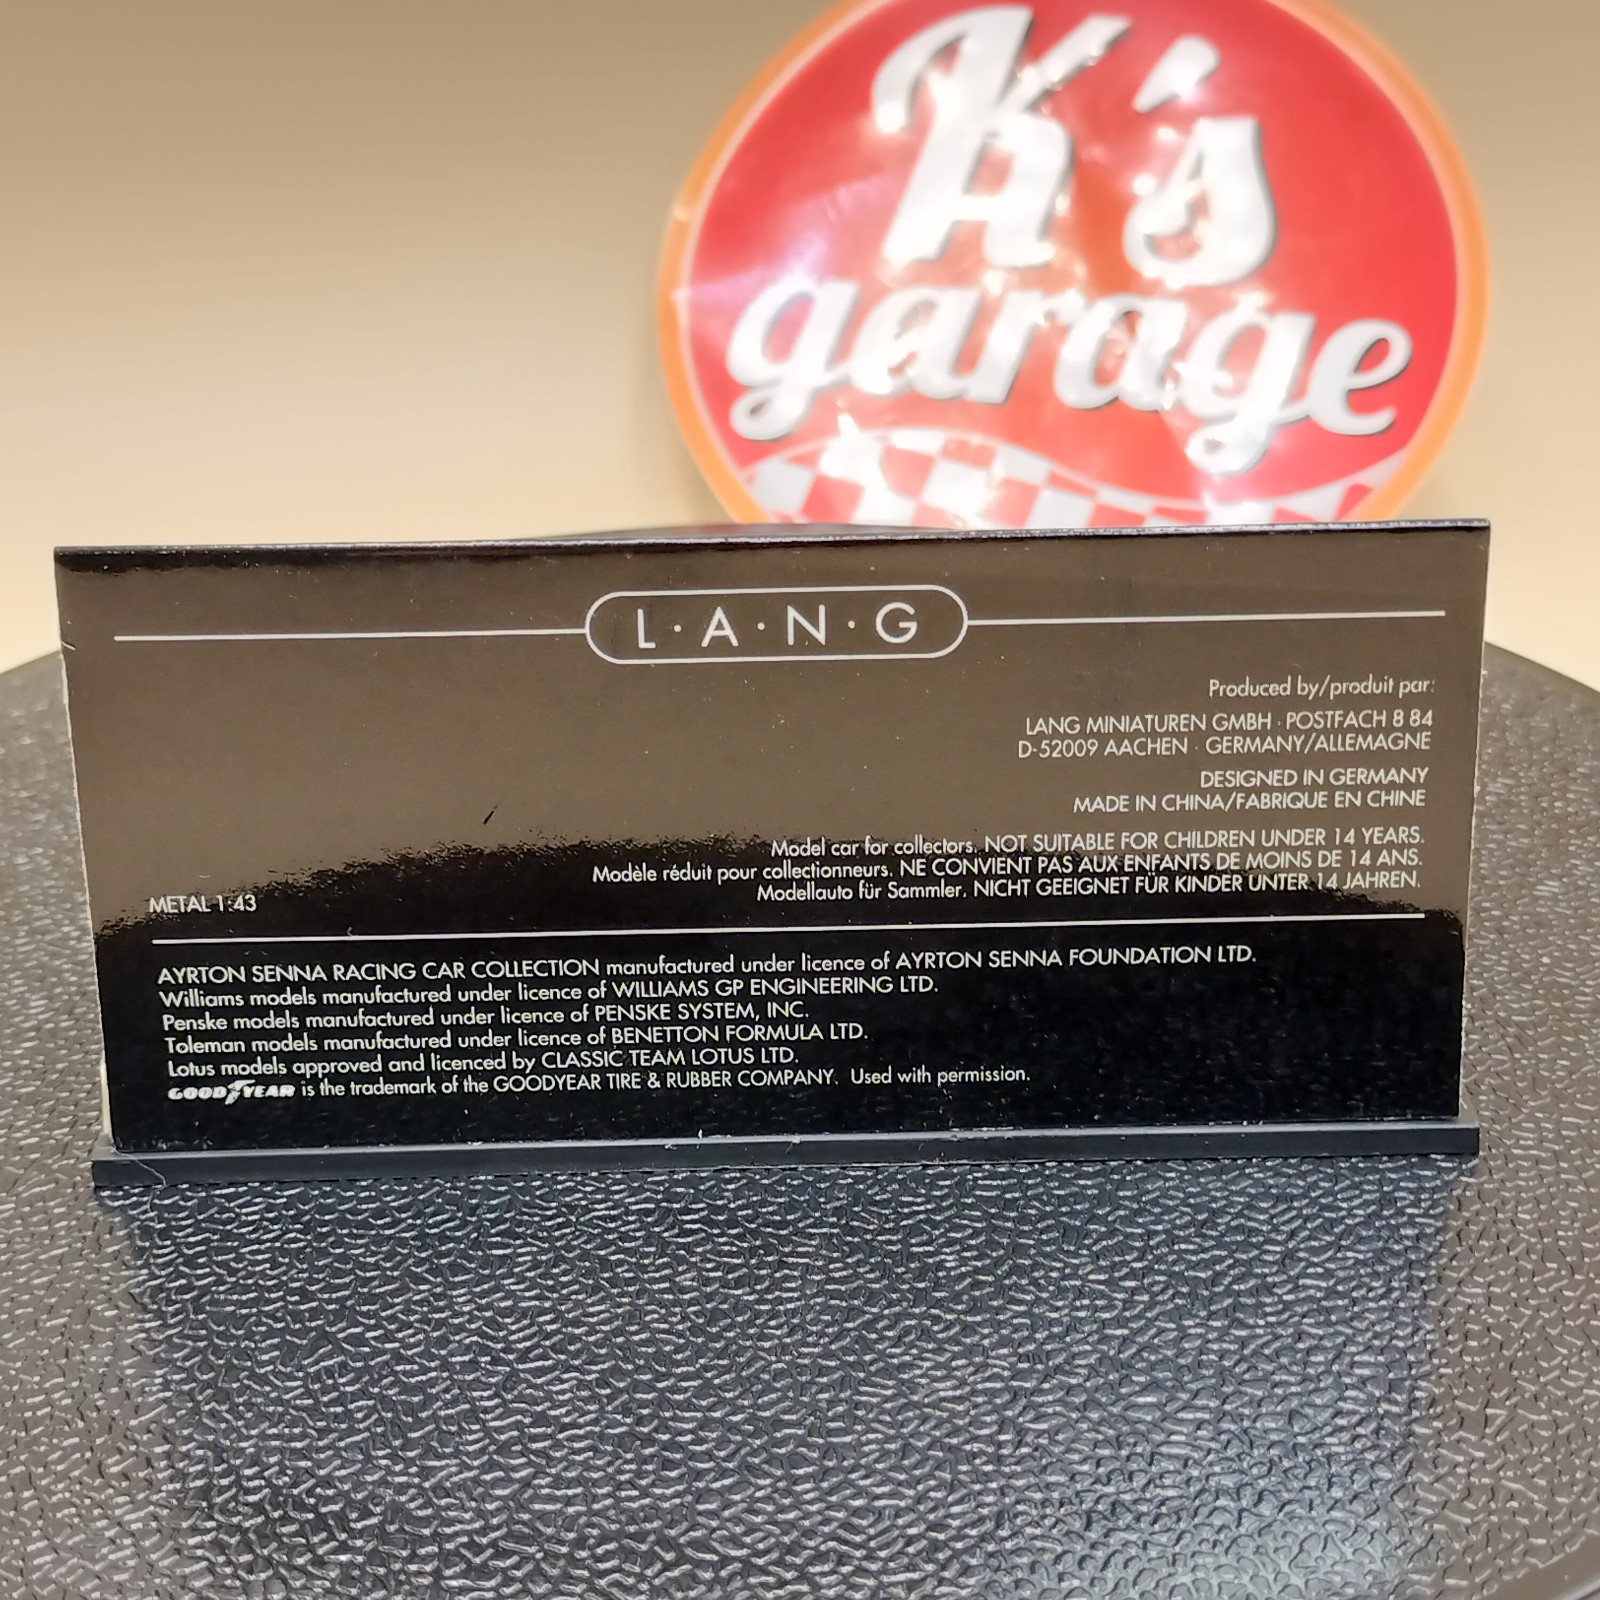 K's
garage
L·A·N·G
Produced by/produit par:
LANG MINIATUREN GMBH · POSTFACH 8 84
D-52009 AACHEN · GERMANY/ALLEMAGNE
DESIGNED IN GERMANY
MADE IN CHINA/FABRIQUE EN CHINE
Model car for collectors. NOT SUITABLE FOR CHILDREN UNDER 14 YEARS.
Modèle réduit pour collectionneurs. NE CONVIENT PAS AUX ENFANTS DE MOINS DE 14 ANS.
Modellauto für Sammler. NICHT GEEIGNET FÜR KINDER UNTER 14 JAHREN.
METAL 1:43
AYRTON SENNA RACING CAR COLLECTION manufactured under licence of AYRTON SENNA FOUNDATION LTD.
Williams models manufactured under licence of WILLIAMS GP ENGINEERING LTD.
Penske models manufactured under licence of PENSKE SYSTEM, INC.
Toleman models manufactured under licence of BENETTON FORMULA LTD.
Lotus models approved and licenced by CLASSIC TEAM LOTUS LTD.
GOODYEAR is the trademark of the GOODYEAR TIRE & RUBBER COMPANY. Used with permission.